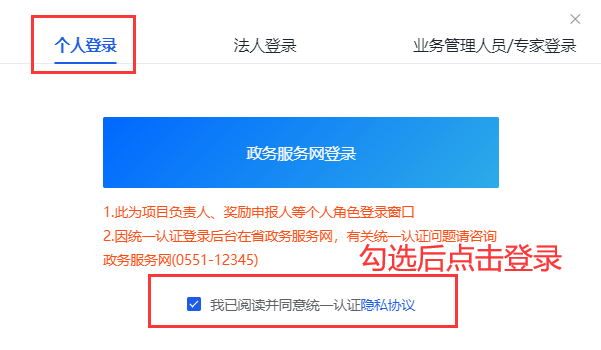 个人登录
法人登录
业务管理人员/专家登录
政务服务网登录
1.此为项目负责人、奖励申报人等个人角色登录窗口
2.因统一认证登录后台在省政务服务网，有关统一认证问题请咨询
政务服务网(0551-12345)
勾选后点击登录
我已阅读并同意统一认证隐私协议